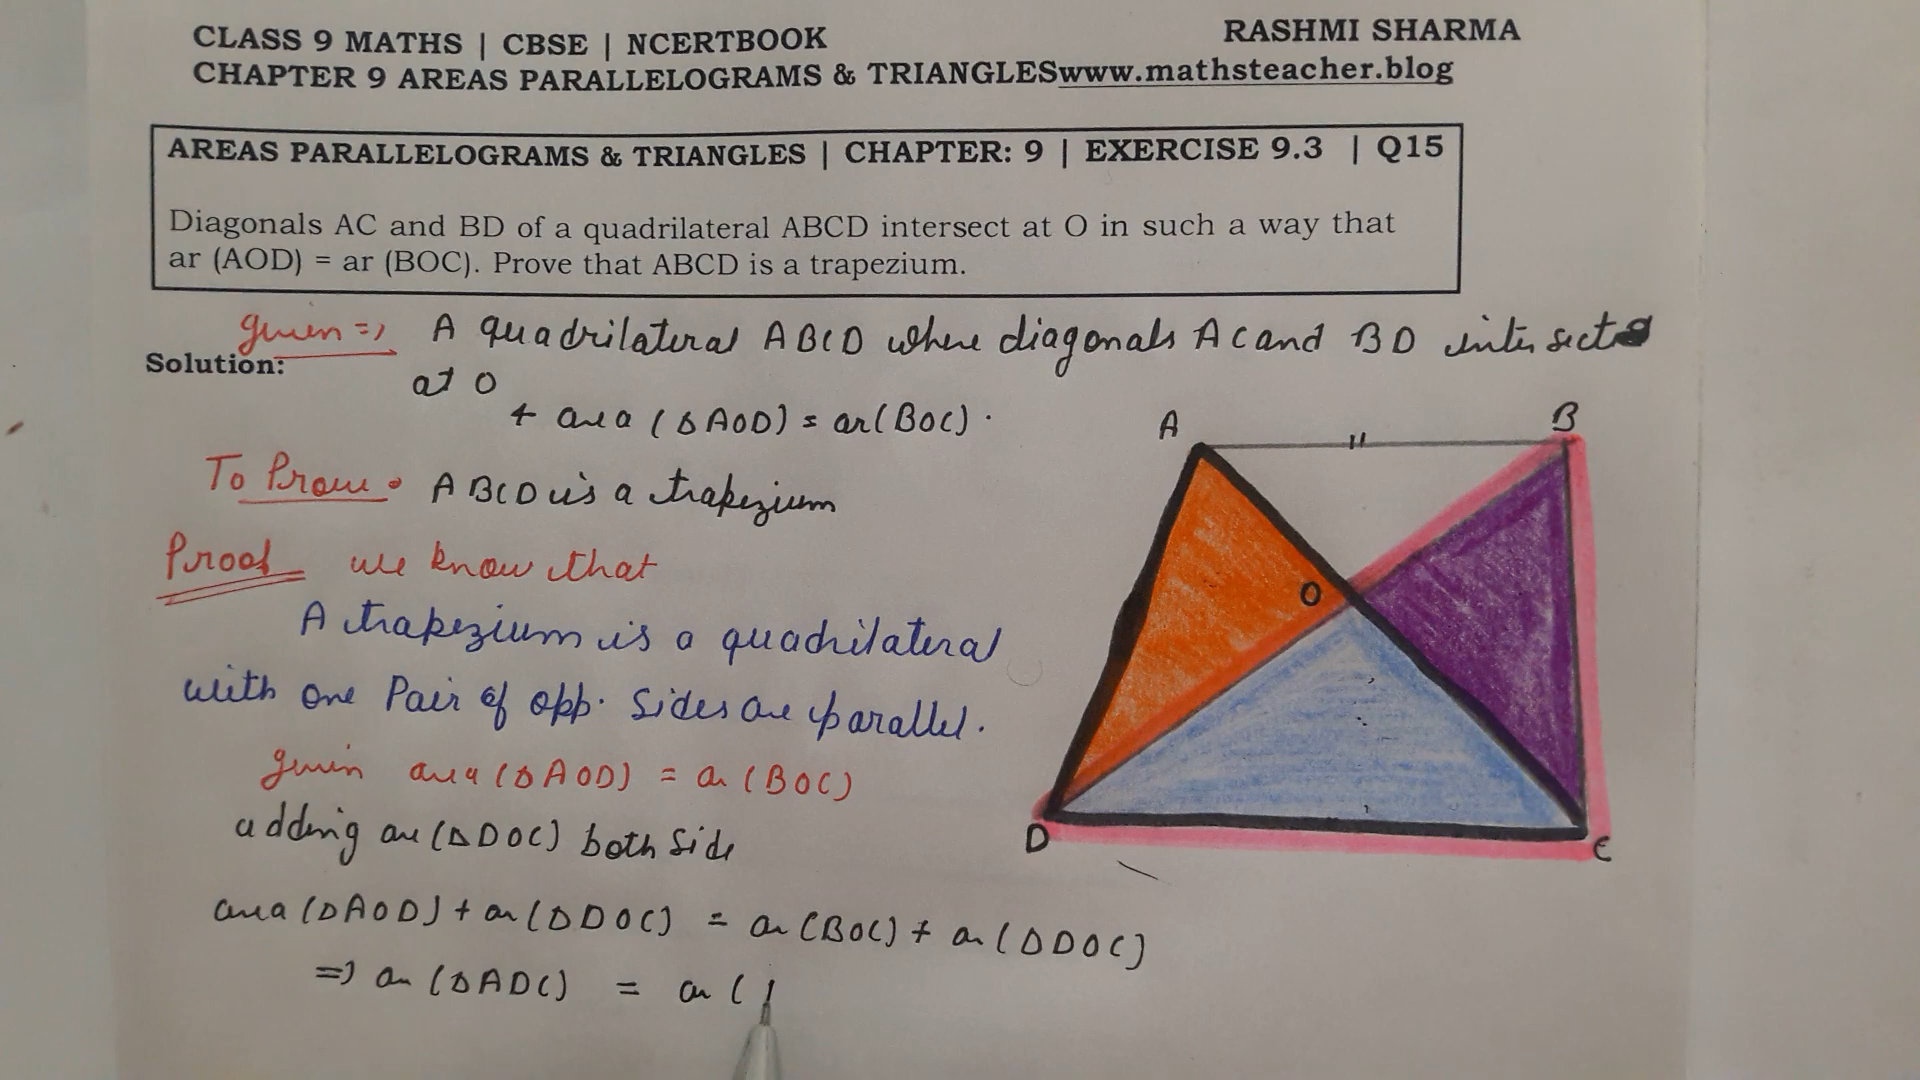 CLASS 9 MATHS | CBSE | NCERTBOOK RASHMI SHARMA
CHAPTER 9 AREAS PARALLELOGRAMS & TRIANGLESwww.mathsteacher.blog
AREAS PARALLELOGRAMS & TRIANGLES | CHAPTER: 9 | EXERCISE 9.3 | Q15
Diagonals AC and BD of a quadrilateral ABCD intersect at O in such a way that
ar (AOD) = ar (BOC). Prove that ABCD is a trapezium.
given => A quadrilateral ABCD where diagonals AC and BD intersect
Solution:
at O
+ area (ΔAOD) = ar(BOC).
To Prove. ABCD is a trapezium
Proof we know that
A trapezium is a quadrilateral
with one Pair of opp. Sides are parallel.
given area (ΔAOD) = ar (BOC)
adding ar (ΔDOC) both Side
area (ΔAOD) + ar (ΔDOC) = ar (BOC) + ar (ΔDOC)
=> ar (ΔADC) = ar (
A
B
O
D
C